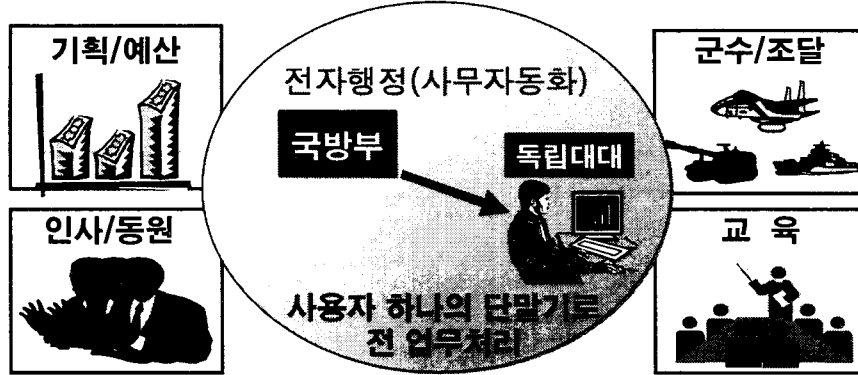 기획/예산
전자행정(사무자동화)
국방부
독립대대
군수/조달
인사/동원
교 육
사용자 하나의 단말기로
전 업무처리